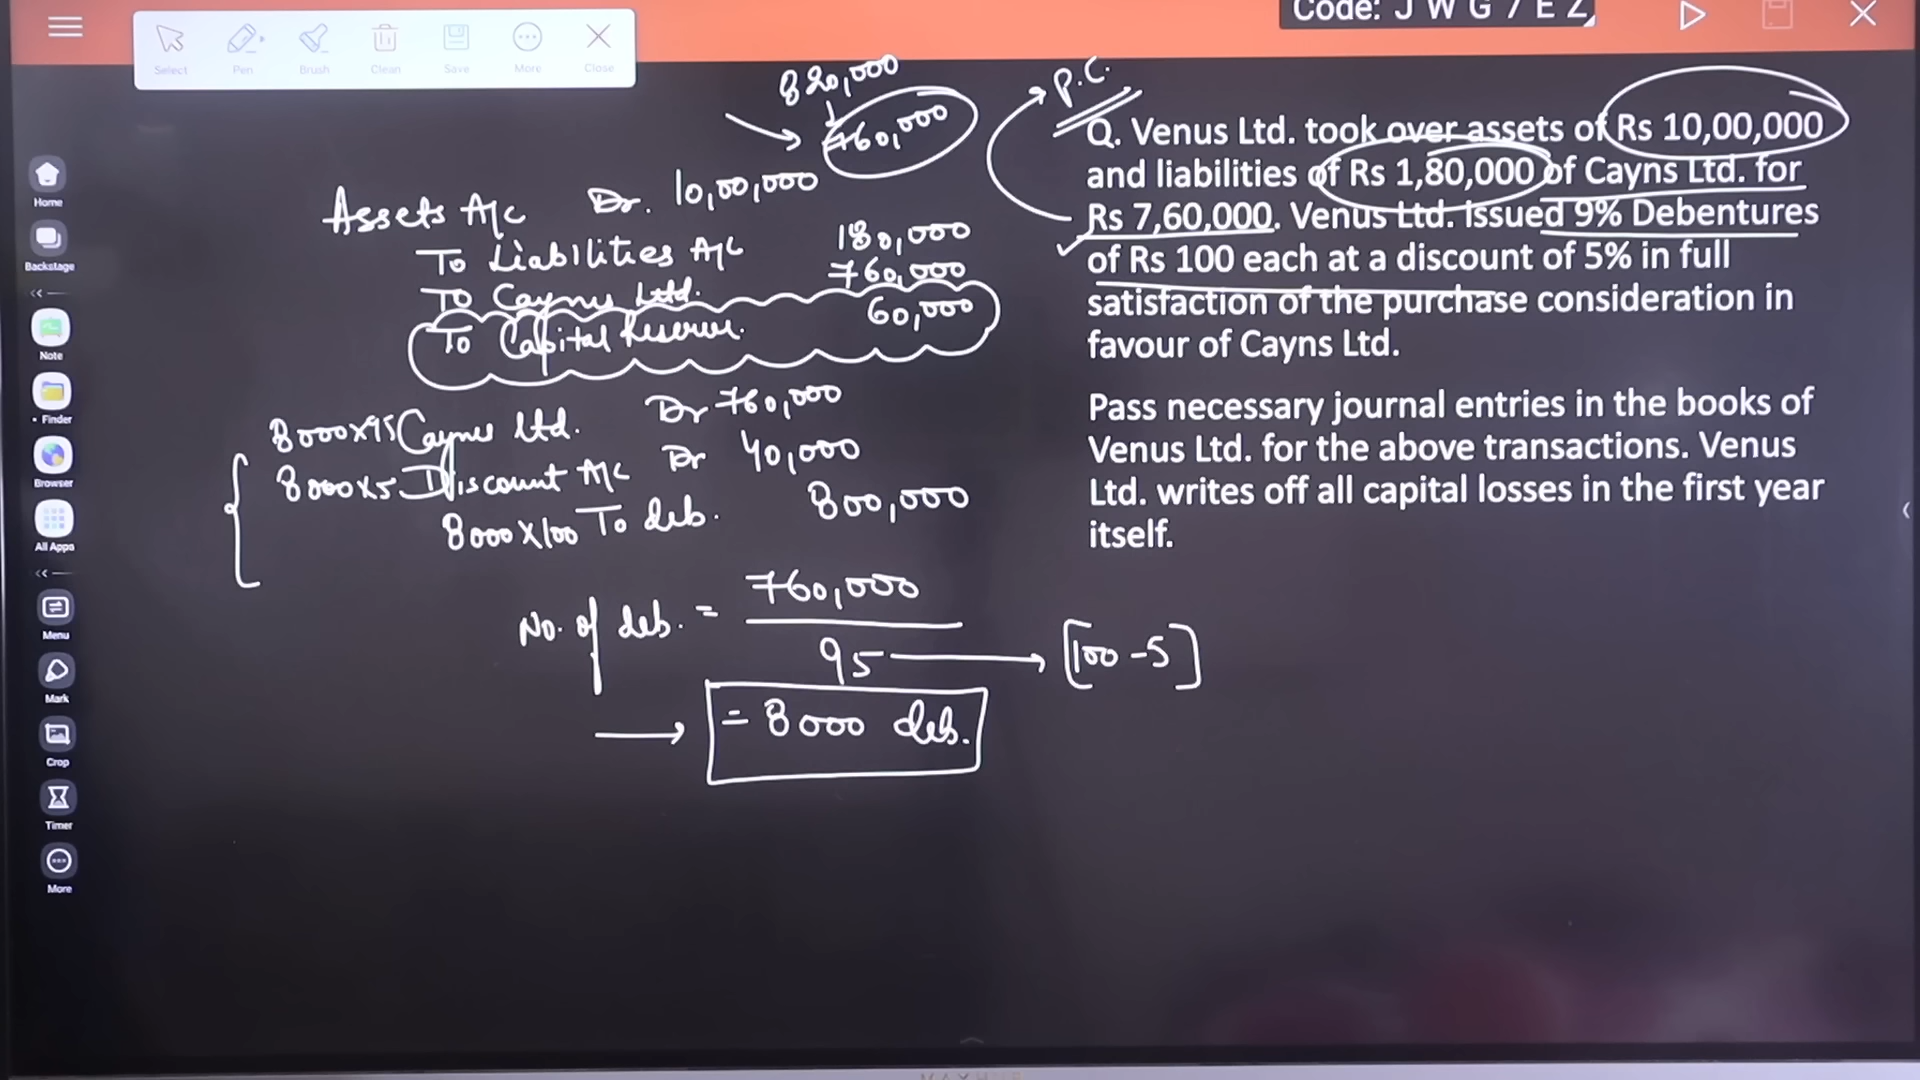 Code: J W G 7 E Z
Select
Pen
Brush
Clean
Save
More
Close
Home
Backstage
Note
Finder
Browser
All Apps
Menu
Mark
Crop
Timer
More
820,000
760,000
P.C.
Assets A/c Dr. 10,00,000
To Liabilities A/c 180,000
To Cayns Ltd. 760,000
To Capital Reserve. 60,000
8000x95 Cayns Ltd. Dr 760,000
8000x5 Discount A/c Dr 40,000
8000x100 To deb. 800,000
No. of deb. = 760,000
95 [100-5]
= 8000 deb.
Q. Venus Ltd. took over assets of Rs 10,00,000
and liabilities of Rs 1,80,000 of Cayns Ltd. for
Rs 7,60,000. Venus Ltd. issued 9% Debentures
of Rs 100 each at a discount of 5% in full
satisfaction of the purchase consideration in
favour of Cayns Ltd.
Pass necessary journal entries in the books of
Venus Ltd. for the above transactions. Venus
Ltd. writes off all capital losses in the first year
itself.